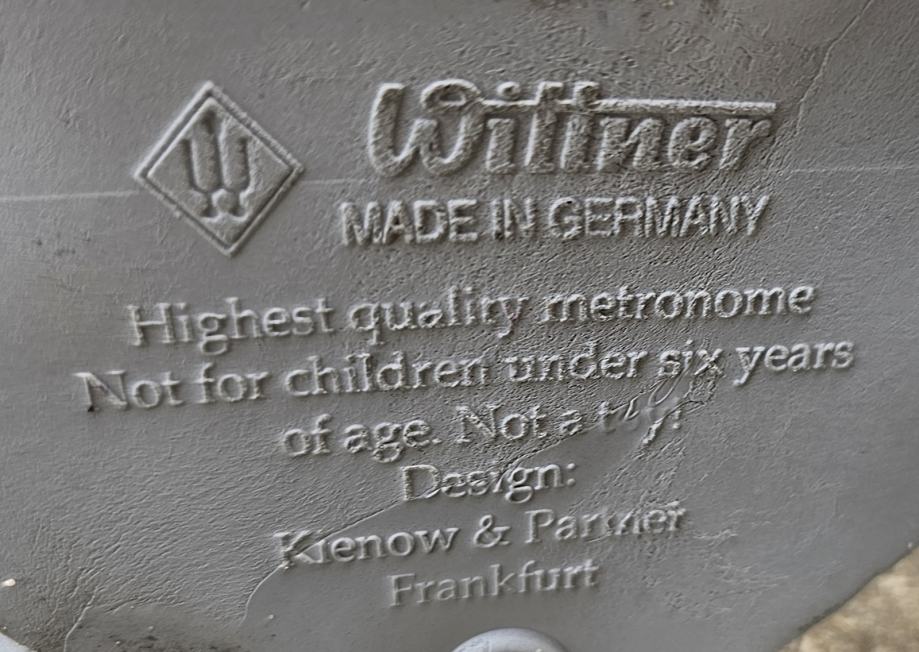 Wittner
MADE IN GERMANY
Highest quality metronome
Not for children under six years
of age. Not a toy!
Design:
Kienow & Partner
Frankfurt